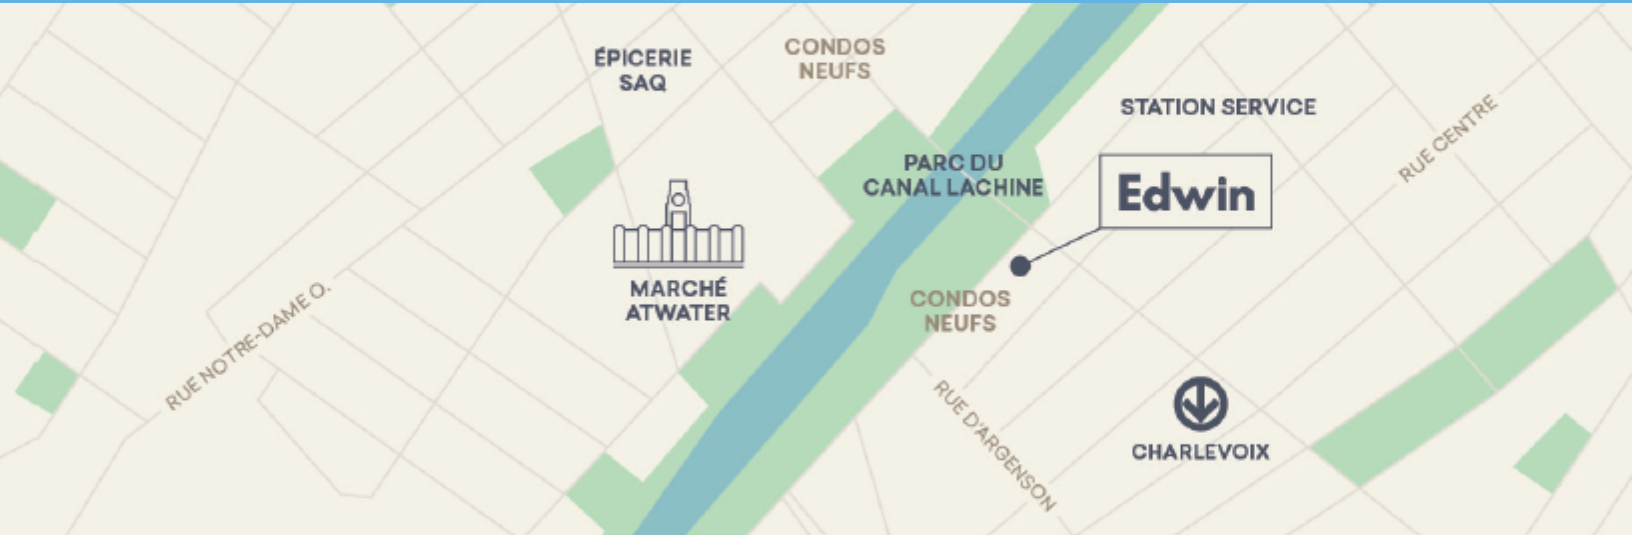 ÉPICERIE
SAQ
CONDOS
NEUFS
STATION SERVICE
RUE CENTRE
PARC DU
CANAL LACHINE
Edwin
MARCHÉ
ATWATER
RUE NOTRE-DAME O.
CONDOS
NEUFS
RUE D'ARGENSON
CHARLEVOIX